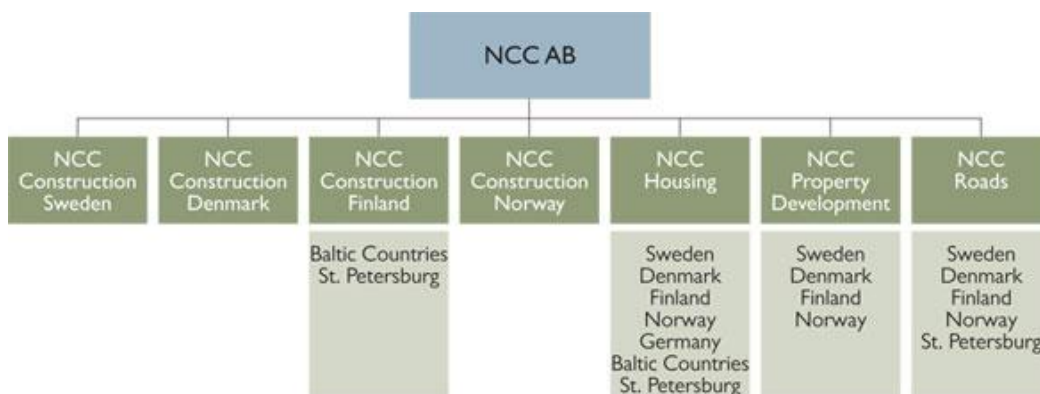 NCC AB
NCC
Construction
Sweden
NCC
Construction
Denmark
NCC
Construction
Finland
NCC
Construction
Norway
NCC
Housing
NCC
Property
Development
NCC
Roads
Baltic Countries
St. Petersburg
Sweden
Denmark
Finland
Norway
Germany
Baltic Countries
St. Petersburg
Sweden
Denmark
Finland
Norway
Sweden
Denmark
Finland
Norway
St. Petersburg